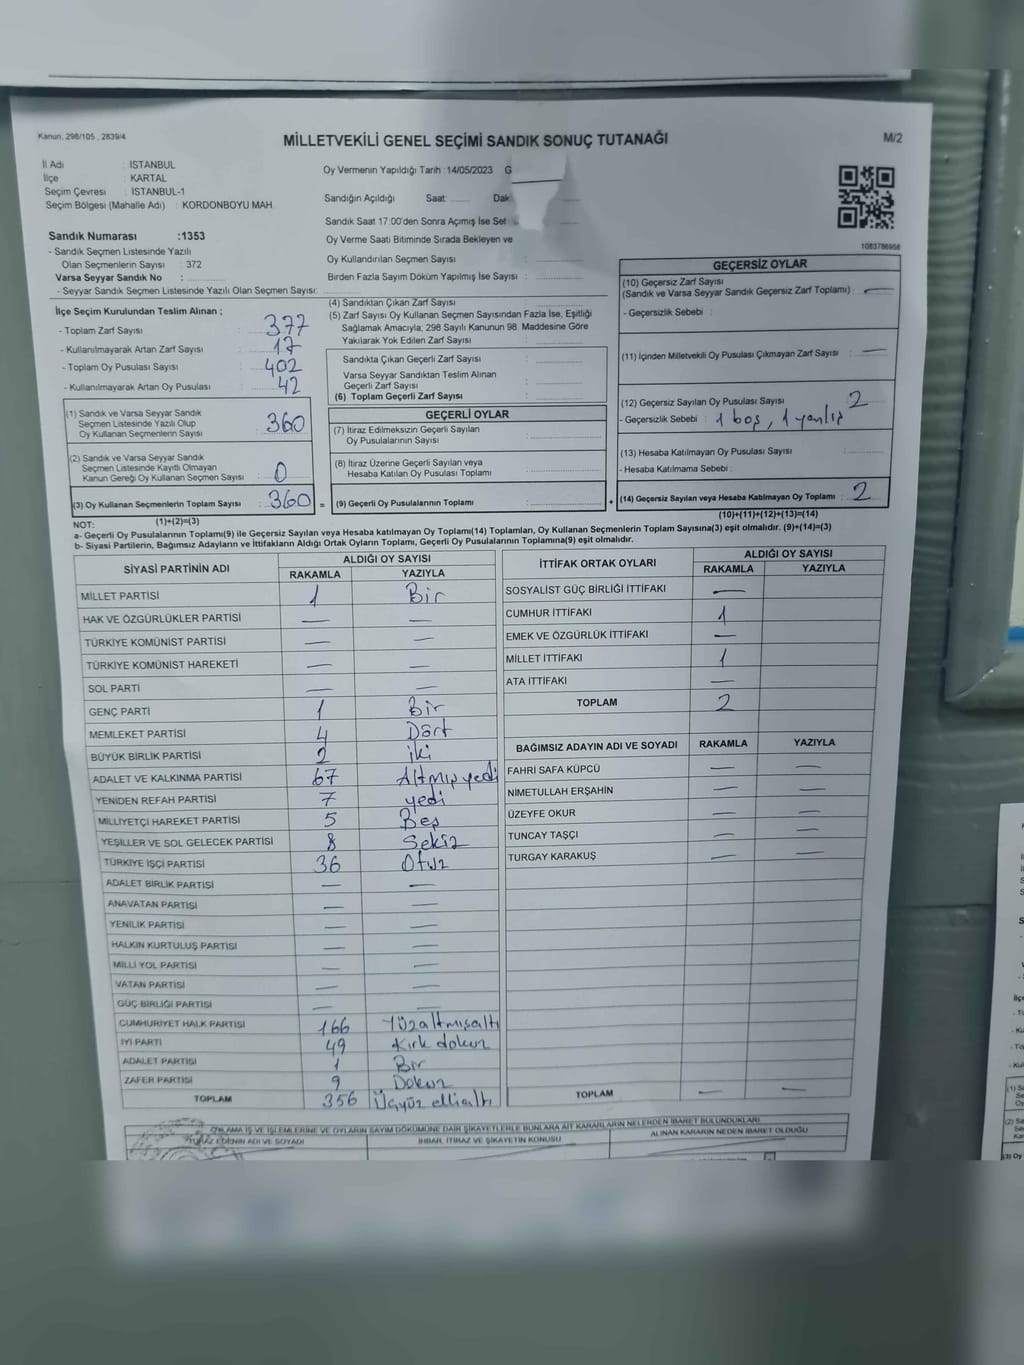 Kanun, 298/105 , 2839/4
MİLLETVEKİLİ GENEL SEÇİMİ SANDIK SONUÇ TUTANAĞI
M/2
İl Adı : İSTANBUL
İlçe : KARTAL
Seçim Çevresi : İSTANBUL-1
Seçim Bölgesi (Mahalle Adı) : KORDONBOYU MAH.
Oy Vermenin Yapıldığı Tarih :14/05/2023 G
Sandığın Açıldığı Saat: Dak
Sandık Saat 17:00'den Sonra Açımış İse Se
Oy Verme Saati Bitiminde Sırada Bekleyen ve
Oy Kullandırılan Seçmen Sayısı :
Birden Fazla Sayım Döküm Yapılmış İse Sayısı :
1083786958
Sandık Numarası :1353
- Sandık Seçmen Listesinde Yazılı
Olan Seçmenlerin Sayısı : 372
Varsa Seyyar Sandık No :
- Seyyar Sandık Seçmen Listesinde Yazılı Olan Seçmen Sayısı:
İlçe Seçim Kurulundan Teslim Alınan ;
- Toplam Zarf Sayısı : 377
- Kullanılmayarak Artan Zarf Sayısı : 17
- Toplam Oy Pusulası Sayısı : 402
- Kullanılmayarak Artan Oy Pusulası : 42
(1) Sandık ve Varsa Seyyar Sandık
Seçmen Listesinde Yazılı Olup
Oy Kullanan Seçmenlerin Sayısı : 360
(2) Sandık ve Varsa Seyyar Sandık
Seçmen Listesinde Kayıtlı Olmayan
Kanun Gereği Oy Kullanan Seçmen Sayısı : 0
(3) Oy Kullanan Seçmenlerin Toplam Sayısı : 360 =
(1)+(2)=(3)
(4) Sandıktan Çıkan Zarf Sayısı :
(5) Zarf Sayısı Oy Kullanan Seçmen Sayısından Fazla İse, Eşitliği
Sağlamak Amacıyla; 298 Sayılı Kanunun 98. Maddesine Göre
Yakılarak Yok Edilen Zarf Sayısı :
Sandıkta Çıkan Geçerli Zarf Sayısı :
Varsa Seyyar Sandıktan Teslim Alınan
Geçerli Zarf Sayısı :
(6) Toplam Geçerli Zarf Sayısı :
GEÇERLİ OYLAR
(7) İtiraz Edilmeksizin Geçerli Sayılan
Oy Pusulalarının Sayısı :
(8) İtiraz Üzerine Geçerli Sayılan veya
Hesaba Katılan Oy Pusulası Toplamı :
(9) Geçerli Oy Pusulalarının Toplamı : +
GEÇERSİZ OYLAR
(10) Geçersiz Zarf Sayısı
(Sandık ve Varsa Seyyar Sandık Geçersiz Zarf Toplamı) : —
- Geçersizlik Sebebi :
(11) İçinden Milletvekili Oy Pusulası Çıkmayan Zarf Sayısı : —
(12) Geçersiz Sayılan Oy Pusulası Sayısı : 2
- Geçersizlik Sebebi : 1 boş, 1 yanlış
(13) Hesaba Katılmayan Oy Pusulası Sayısı :
- Hesaba Katılmama Sebebi :
(14) Geçersiz Sayılan veya Hesaba Katılmayan Oy Toplamı : 2
(10)+(11)+(12)+(13)=(14)
NOT:
a- Geçerli Oy Pusulalarının Toplamı(9) ile Geçersiz Sayılan veya Hesaba katılmayan Oy Toplamı(14) Toplamları, Oy Kullanan Seçmenlerin Toplam Sayısına(3) eşit olmalıdır. (9)+(14)=(3)
b- Siyasi Partilerin, Bağımsız Adayların ve İttifakların Aldığı Ortak Oyların Toplamı, Geçerli Oy Pusulalarının Toplamına(9) eşit olmalıdır.
SİYASİ PARTİNİN ADI ALDIĞI OY SAYISI
RAKAMLA YAZIYLA
MİLLET PARTİSİ 1 Bir
HAK VE ÖZGÜRLÜKLER PARTİSİ — —
TÜRKİYE KOMÜNİST PARTİSİ — —
TÜRKİYE KOMÜNİST HAREKETİ — —
SOL PARTİ — —
GENÇ PARTİ 1 Bir
MEMLEKET PARTİSİ 4 Dört
BÜYÜK BİRLİK PARTİSİ 2 iki
ADALET VE KALKINMA PARTİSİ 67 Altmışyedi
YENİDEN REFAH PARTİSİ 7 yedi
MİLLİYETÇİ HAREKET PARTİSİ 5 Beş
YEŞİLLER VE SOL GELECEK PARTİSİ 8 Sekiz
TÜRKİYE İŞÇİ PARTİSİ 36 Otuz
ADALET BİRLİK PARTİSİ — —
ANAVATAN PARTİSİ — —
YENİLİK PARTİSİ — —
HALKIN KURTULUŞ PARTİSİ — —
MİLLİ YOL PARTİSİ — —
VATAN PARTİSİ — —
GÜÇ BİRLİĞİ PARTİSİ — —
CUMHURİYET HALK PARTİSİ 166 Yüzaltmışaltı
İYİ PARTİ 49 Kırk dokuz
ADALET PARTİSİ 1 Bir
ZAFER PARTİSİ 9 Dokuz
TOPLAM 356 Üçyüz ellialtı
İTTİFAK ORTAK OYLARI ALDIĞI OY SAYISI
RAKAMLA YAZIYLA
SOSYALİST GÜÇ BİRLİĞİ İTTİFAKI —
CUMHUR İTTİFAKI 1
EMEK VE ÖZGÜRLÜK İTTİFAKI —
MİLLET İTTİFAKI 1
ATA İTTİFAKI —
TOPLAM 2
BAĞIMSIZ ADAYIN ADI VE SOYADI RAKAMLA YAZIYLA
FAHRİ SAFA KÜPCÜ — —
NİMETULLAH ERŞAHİN — —
ÜZEYFE OKUR — —
TUNCAY TAŞÇI — —
TURGAY KARAKUŞ — —
TOPLAM — —
OYLAMA İŞ VE İŞLEMLERİNE VE OYLARIN SAYIM DÖKÜMÜNE DAİR ŞİKAYETLERLE BUNLARA AİT KARARLARIN NELERDEN İBARET BULUNDUKLARI
İTİRAZ EDENİN ADI VE SOYADI İHBAR, İTİRAZ VE ŞİKAYETİN KONUSU ALINAN KARARIN NEDEN İBARET OLDUĞU